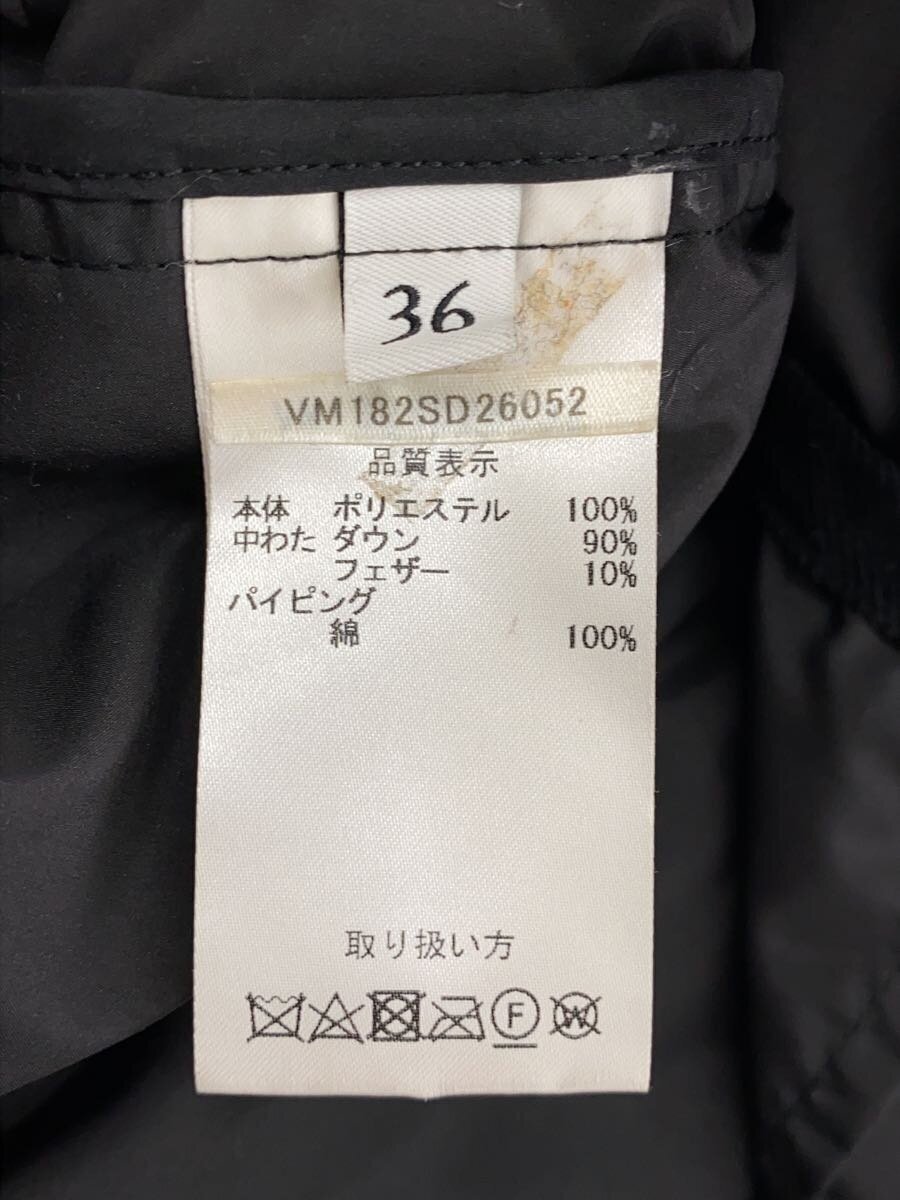 36
VM182SD26052
品質表示
本体 ポリエステル 100%
中わた ダウン 90%
フェザー 10%
パイピング
綿 100%
取り扱い方
F W